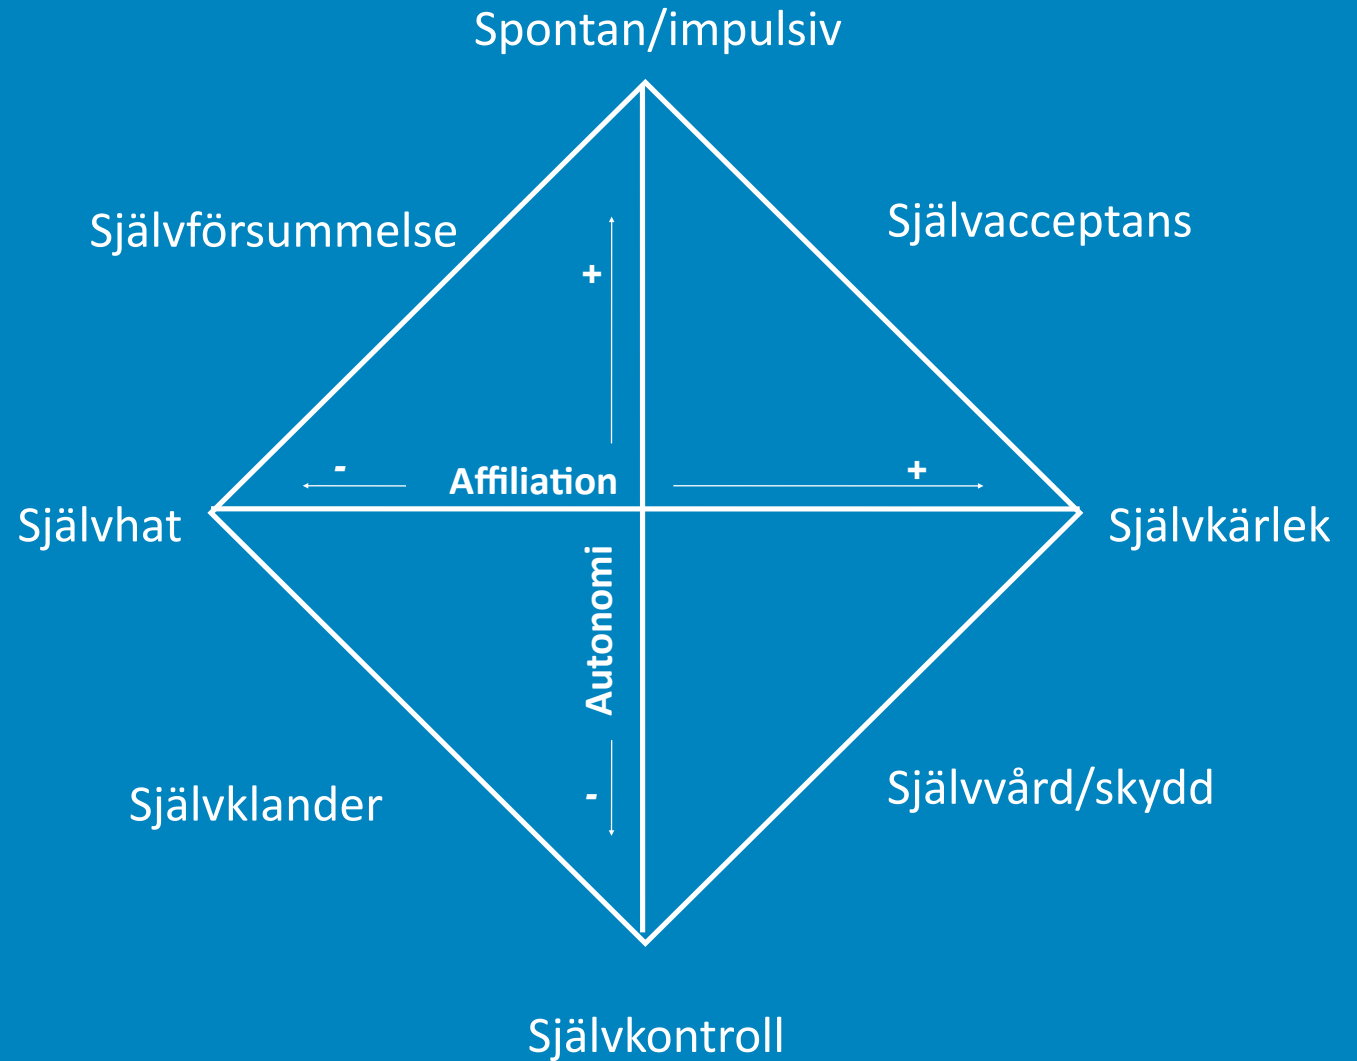 Spontan/impulsiv
Självförsummelse
Självacceptans
+
-
Affiliation
+
Självhat
Självkärlek
Autonomi
Självklander
-
Självvård/skydd
Självkontroll